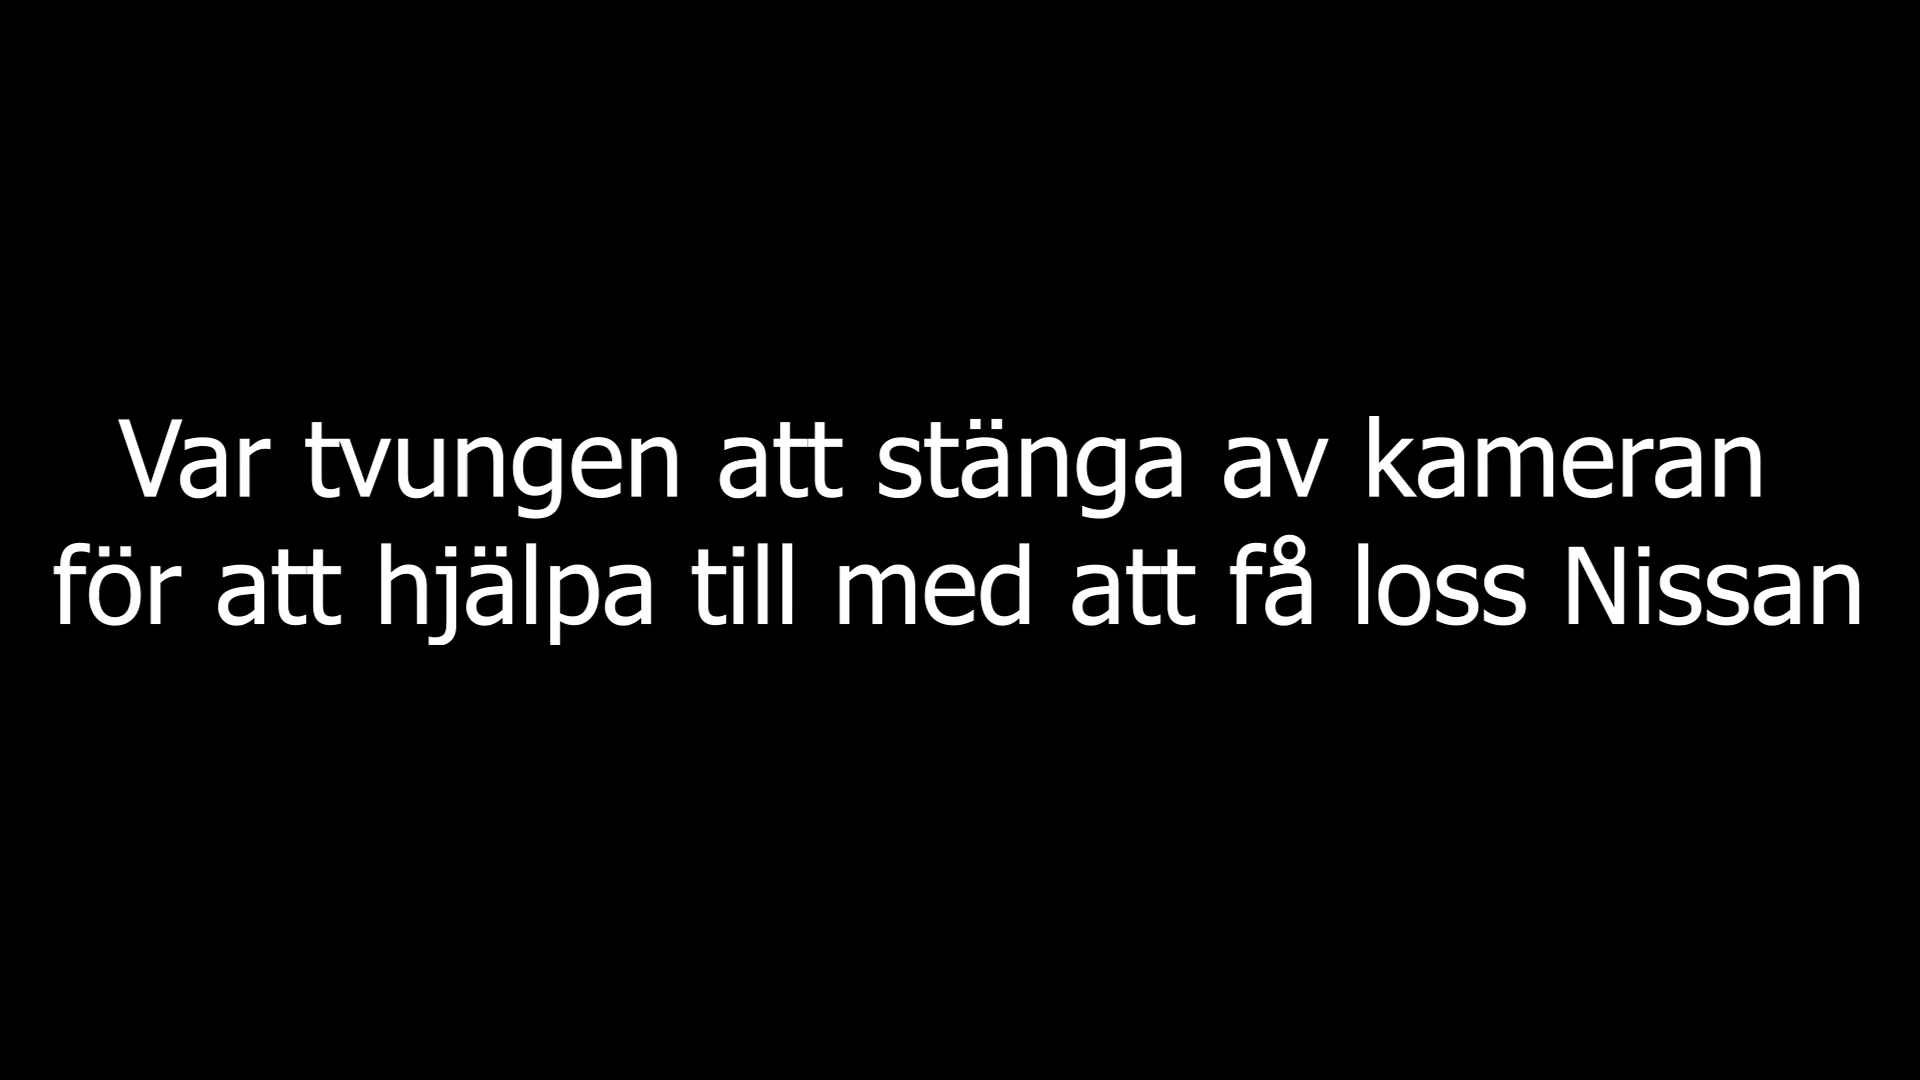 Var tvungen att stänga av kameran
för att hjälpa till med att få loss Nissan